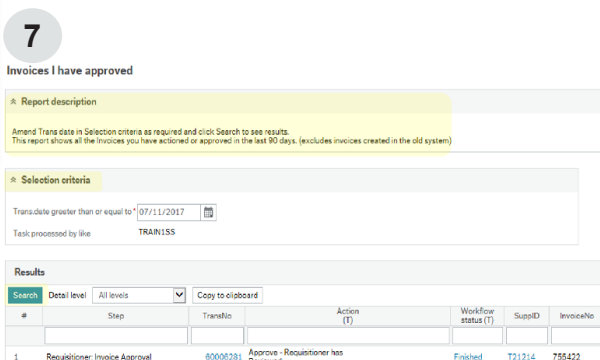 7
Invoices I have approved
Report description
Amend Trans date in Selection criteria as required and click Search to see results.
This report shows all the Invoices you have actioned or approved in the last 90 days. (excludes invoices created in the old system)
Selection criteria
Trans.date greater than or equal to * 07/11/2017
Task processed by like TRAIN1SS
Results
Search Detail level All levels Copy to clipboard
# Step TransNo Action (T) Workflow status (T) SuppID InvoiceNo
1 Requisitioner: Invoice Approval 60006281 Approve - Requisitioner has Finished T21214 755422